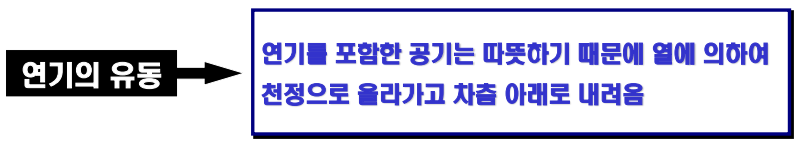 연기의 유동
연기를 포함한 공기는 따뜻하기 때문에 열에 의하여
천정으로 올라가고 차츰 아래로 내려옴